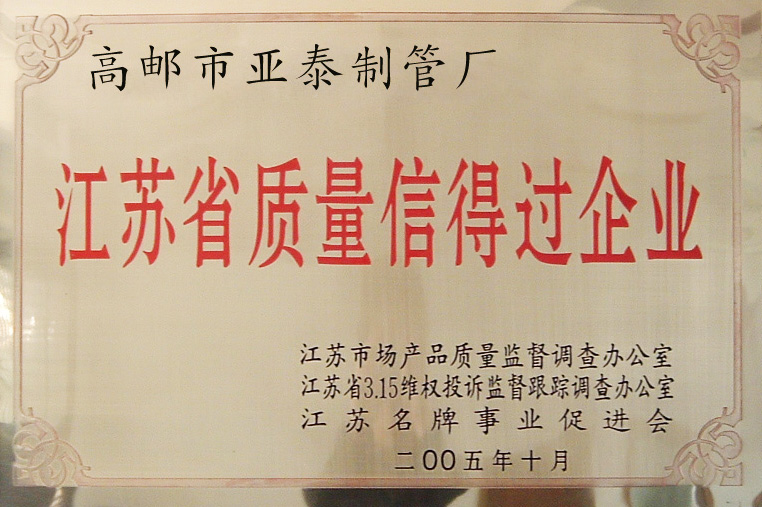 高邮市亚泰制管厂
江苏省质量信得过企业
江苏市场产品质量监督调查办公室
江苏省3.15维权投诉监督跟踪调查办公室
江苏名牌事业促进会
二00五年十月